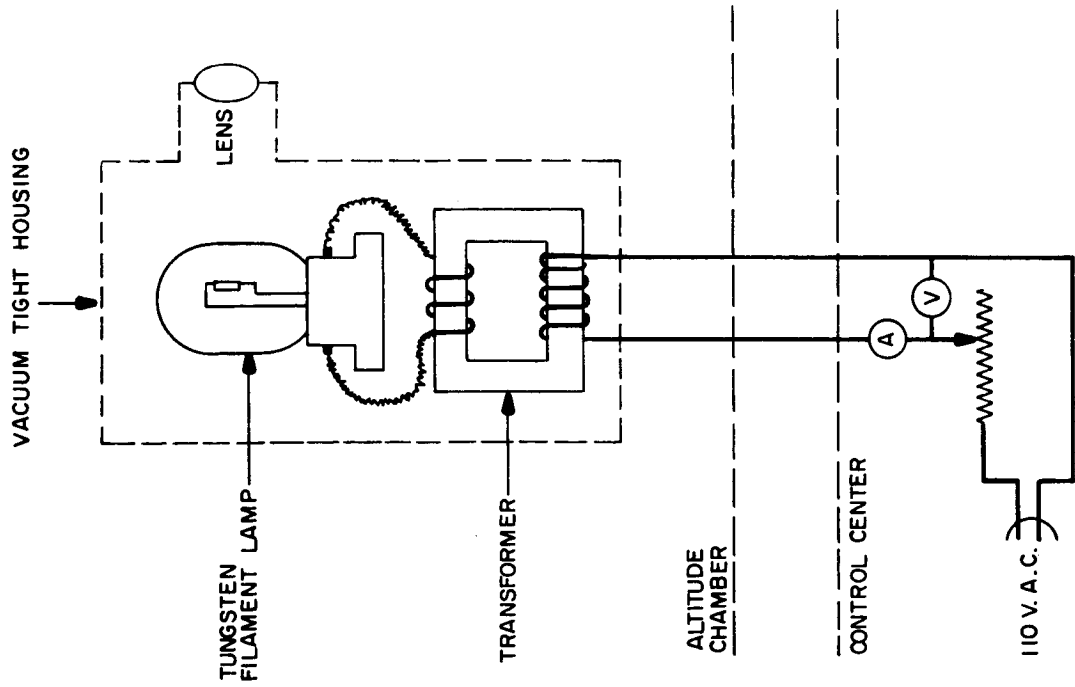 VACUUM TIGHT HOUSING
LENS
TUNGSTEN
FILAMENT LAMP
TRANSFORMER
ALTITUDE
CHAMBER
CONTROL CENTER
A
V
110 V. A.C.